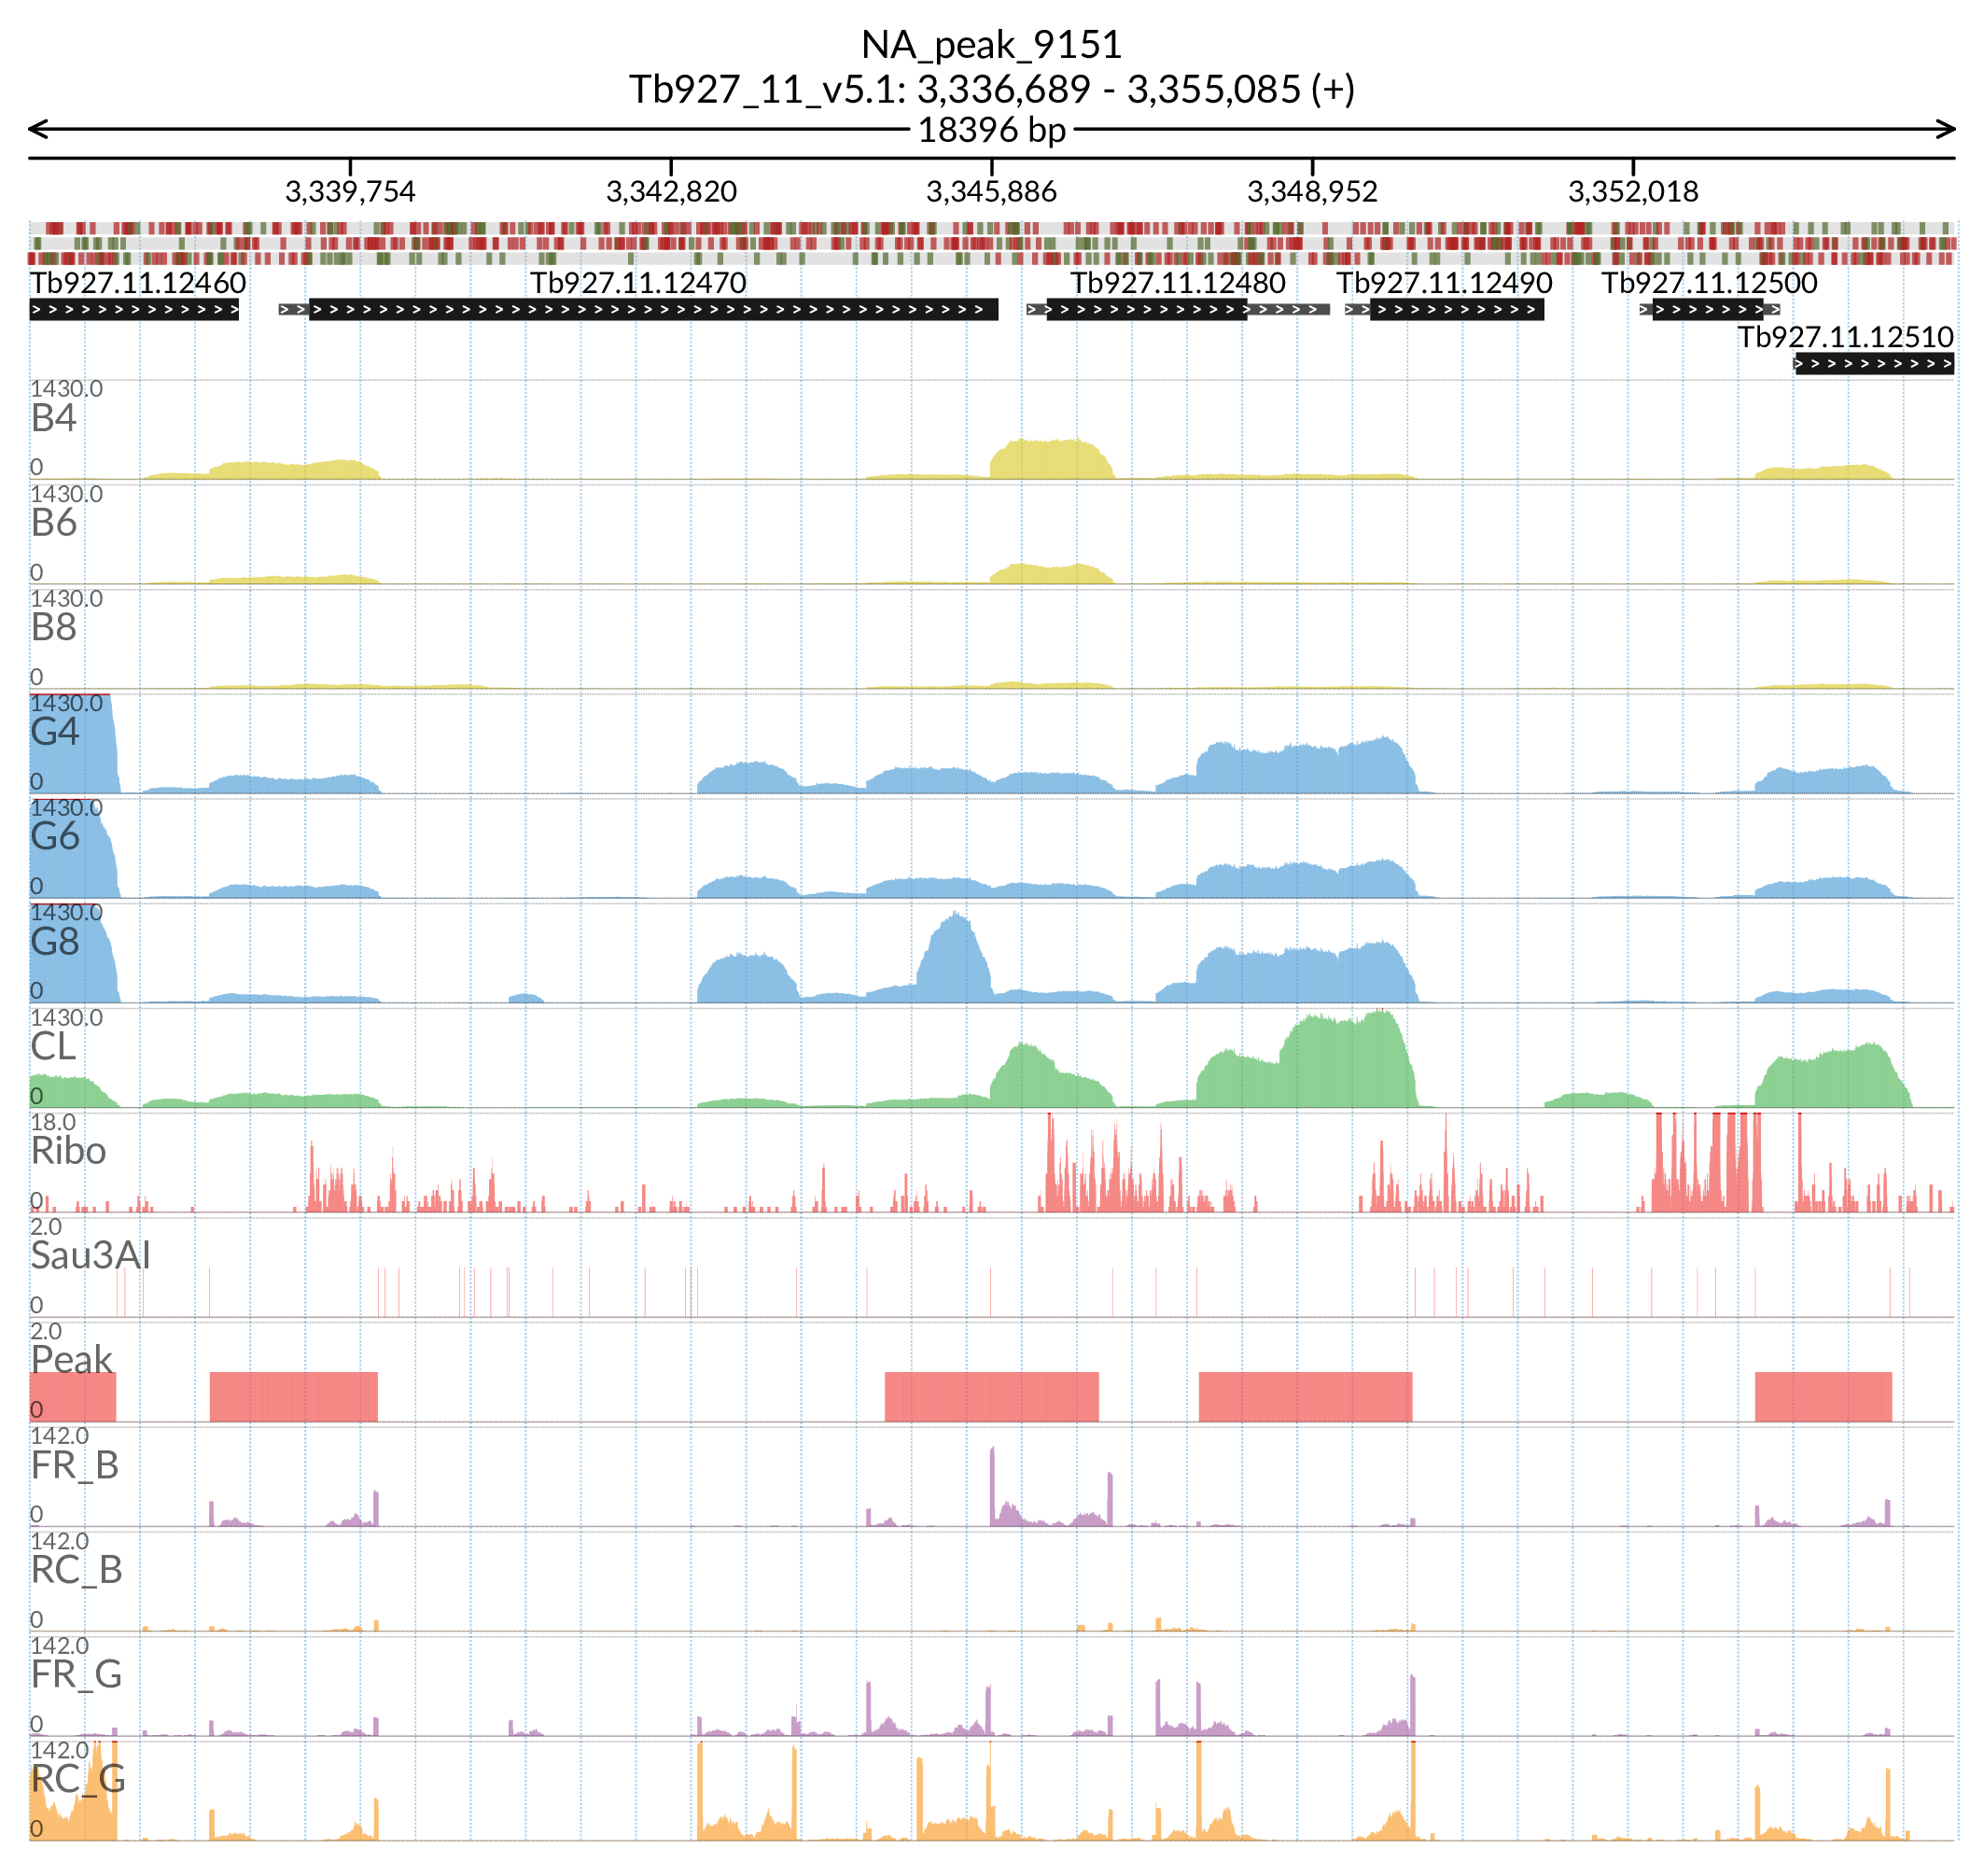 NA_peak_9151
Tb927_11_v5.1: 3,336,689 - 3,355,085 (+)
18396 bp
3,339,754 3,342,820 3,345,886 3,348,952 3,352,018
Tb927.11.12460 Tb927.11.12470 Tb927.11.12480 Tb927.11.12490 Tb927.11.12500
Tb927.11.12510
1430.0
B4
0
1430.0
B6
0
1430.0
B8
0
1430.0
G4
0
1430.0
G6
0
1430.0
G8
0
1430.0
CL
0
18.0
Ribo
0
2.0
Sau3AI
0
2.0
Peak
0
142.0
FR_B
0
142.0
RC_B
0
142.0
FR_G
0
142.0
RC_G
0